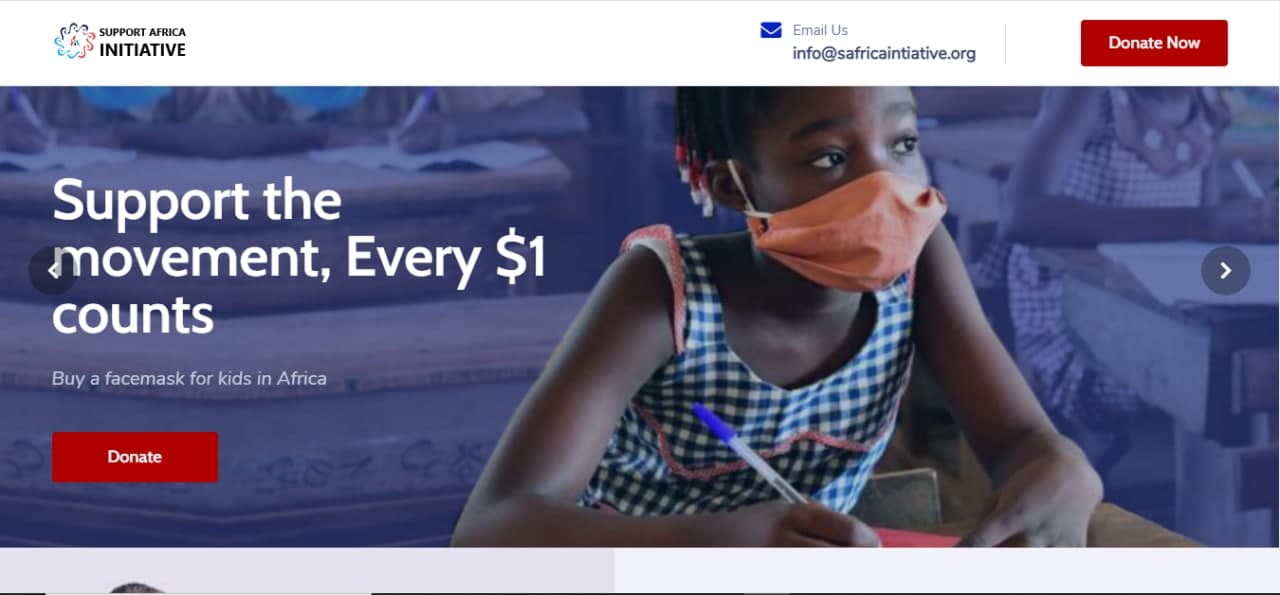 SUPPORT AFRICA
INITIATIVE
Email Us
info@safricaintiative.org
Donate Now
Support the
movement, Every $1
counts
Buy a facemask for kids in Africa
Donate